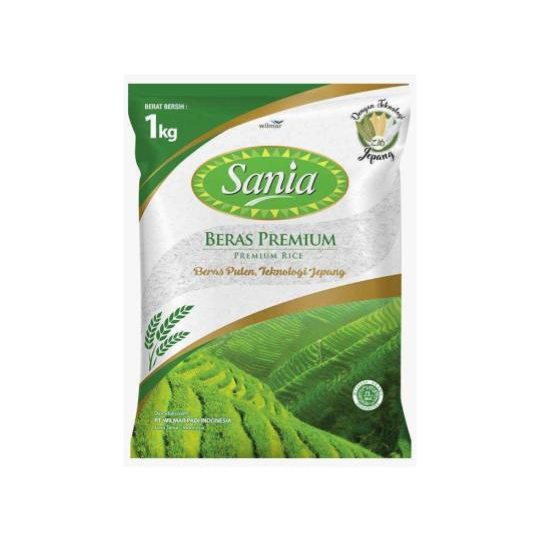 BERAT BERSIH :
1kg
wilmar
Dengan Teknologi
Jepang
Sania
BERAS PREMIUM
PREMIUM RICE
Beras Pulen, Teknologi Jepang
PT. WILMAR PADI INDONESIA